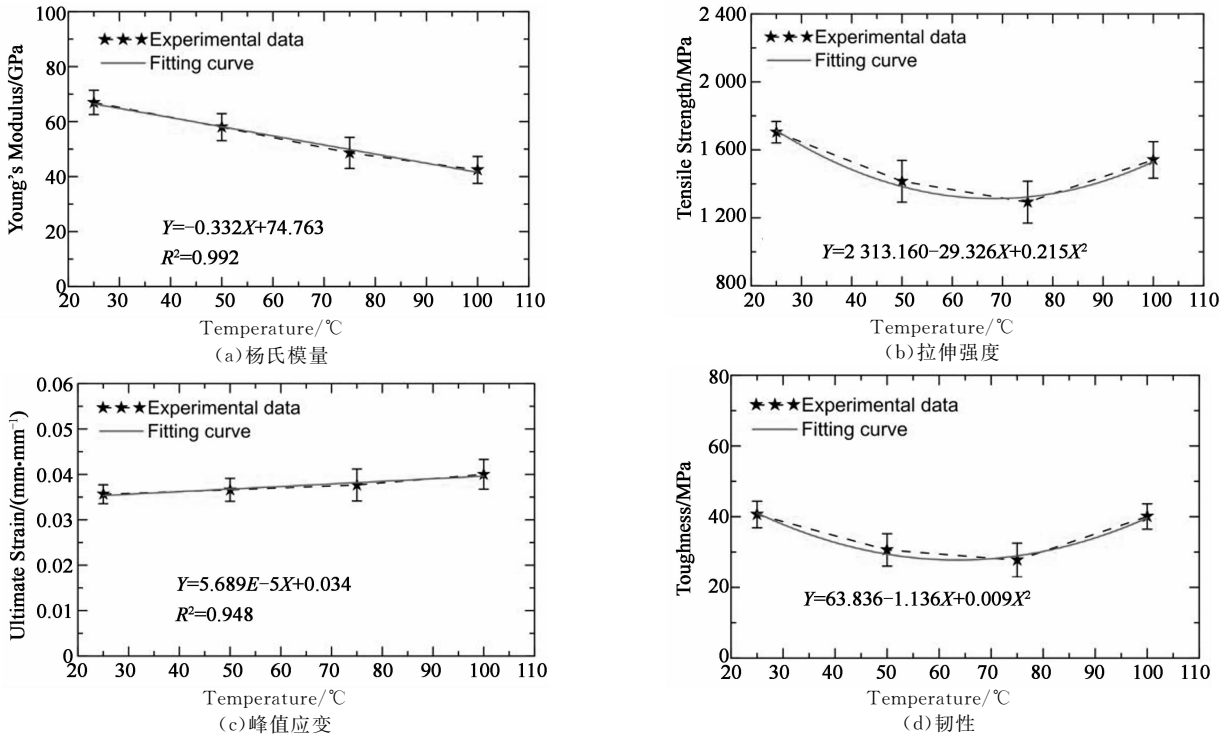 100
80
60
40
20
0
Young's Modulus/GPa
Experimental data
Fitting curve
Y=−0.332X+74.763
R²=0.992
20 30 40 50 60 70 80 90 100 110
Temperature/℃
(a)杨氏模量
2 400
2 000
1 600
1 200
800
Tensile Strength/MPa
Experimental data
Fitting curve
Y=2 313.160−29.326X+0.215X²
20 30 40 50 60 70 80 90 100 110
Temperature/℃
(b)拉伸强度
0.06
0.05
0.04
0.03
0.02
0.01
0
Ultimate Strain/(mm•mm⁻¹)
Experimental data
Fitting curve
Y=5.689E−5X+0.034
R²=0.948
20 30 40 50 60 70 80 90 100 110
Temperature/℃
(c)峰值应变
80
60
40
20
0
Toughness/MPa
Experimental data
Fitting curve
Y=63.836−1.136X+0.009X²
20 30 40 50 60 70 80 90 100 110
Temperature/℃
(d)韧性